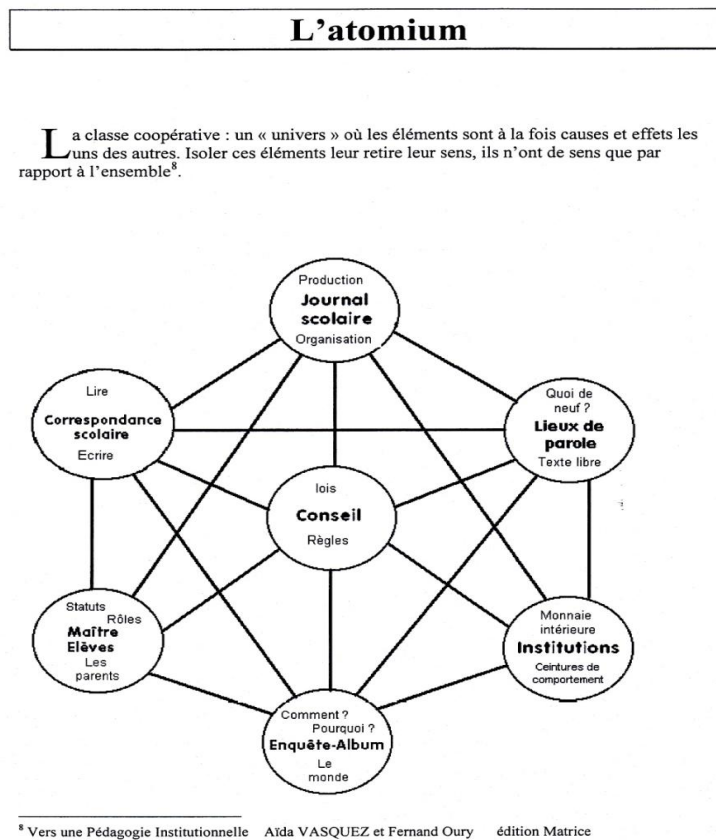 L'atomium
La classe coopérative : un « univers » où les éléments sont à la fois causes et effets les
uns des autres. Isoler ces éléments leur retire leur sens, ils n'ont de sens que par
rapport à l'ensemble⁸.
Production
Journal
scolaire
Organisation
Lire
Correspondance
scolaire
Ecrire
Quoi de
neuf ?
Lieux de
parole
Texte libre
lois
Conseil
Règles
Statuts
Rôles
Maître
Elèves
Les
parents
Monnaie
intérieure
Institutions
Ceintures de
comportement
Comment ?
Pourquoi ?
Enquête-Album
Le
monde
⁸ Vers une Pédagogie Institutionnelle Aïda VASQUEZ et Fernand Oury édition Matrice